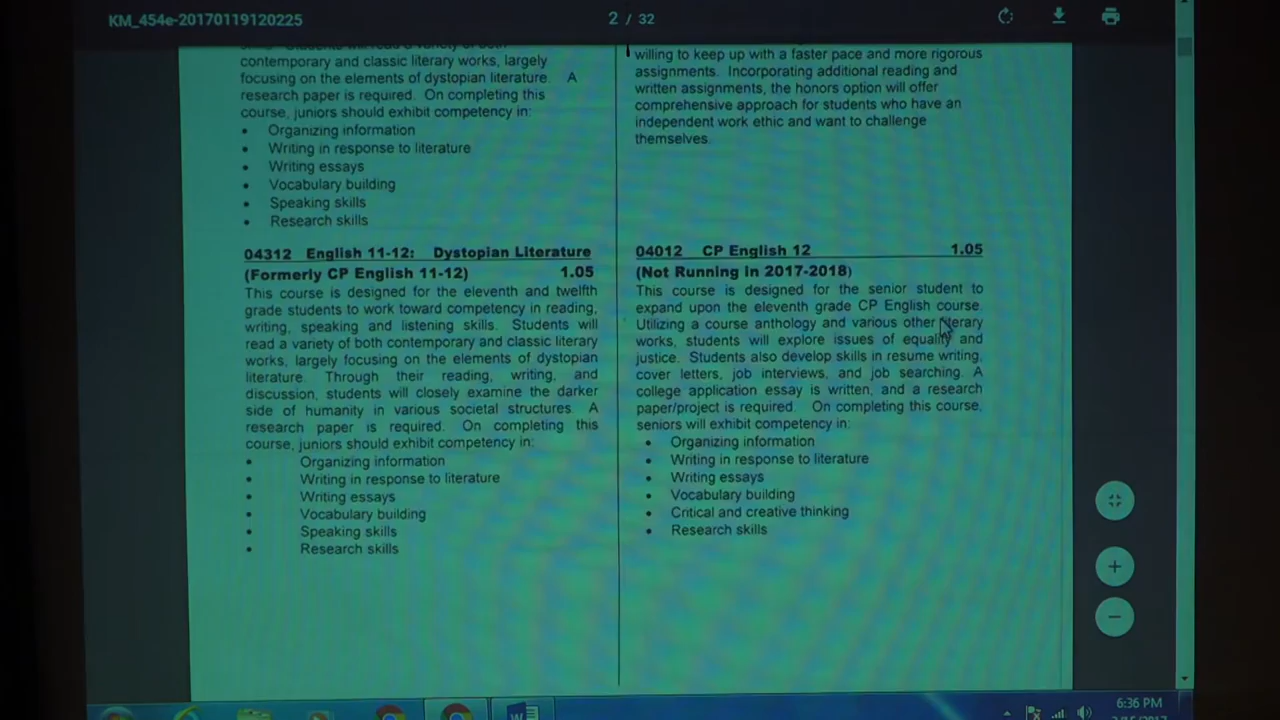 KM_454e-20170119120225
2 / 32
contemporary and classic literary works, largely
focusing on the elements of dystopian literature. A
research paper is required. On completing this
course, juniors should exhibit competency in:
• Organizing information
• Writing in response to literature
• Writing essays
• Vocabulary building
• Speaking skills
• Research skills
04312 English 11-12: Dystopian Literature
(Formerly CP English 11-12) 1.05
This course is designed for the eleventh and twelfth
grade students to work toward competency in reading,
writing, speaking and listening skills. Students will
read a variety of both contemporary and classic literary
works, largely focusing on the elements of dystopian
literature. Through their reading, writing, and
discussion, students will closely examine the darker
side of humanity in various societal structures. A
research paper is required. On completing this
course, juniors should exhibit competency in:
• Organizing information
• Writing in response to literature
• Writing essays
• Vocabulary building
• Speaking skills
• Research skills
willing to keep up with a faster pace and more rigorous
assignments. Incorporating additional reading and
written assignments, the honors option will offer
comprehensive approach for students who have an
independent work ethic and want to challenge
themselves.
04012 CP English 12 1.05
(Not Running in 2017-2018)
This course is designed for the senior student to
expand upon the eleventh grade CP English course.
Utilizing a course anthology and various other literary
works, students will explore issues of equality and
justice. Students also develop skills in resume writing,
cover letters, job interviews, and job searching. A
college application essay is written, and a research
paper/project is required. On completing this course,
seniors will exhibit competency in:
• Organizing information
• Writing in response to literature
• Writing essays
• Vocabulary building
• Critical and creative thinking
• Research skills
6:36 PM